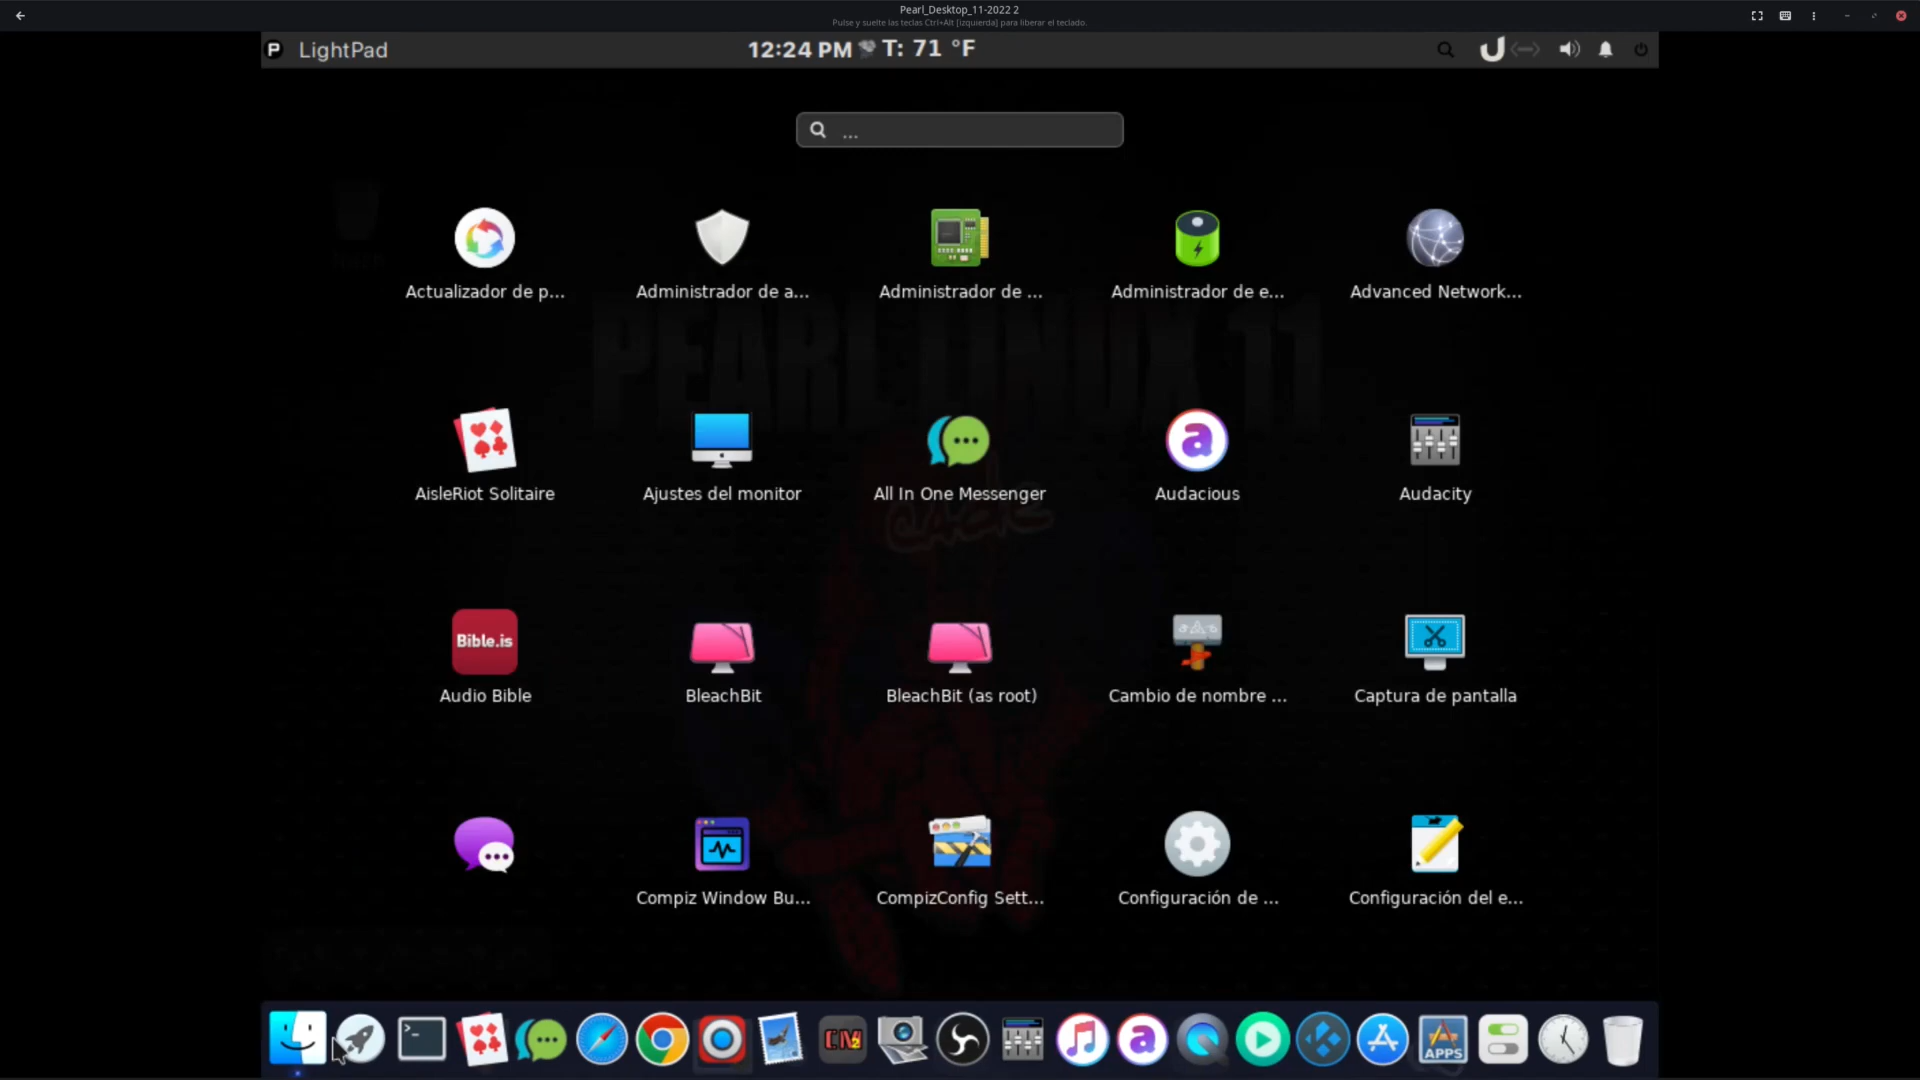 Pearl_Desktop_11-2022 2
Pulse y suelte las teclas Ctrl+Alt [izquierda] para liberar el teclado.
P LightPad
12:24 PM T: 71 °F
...
Actualizador de p...
Administrador de a...
Administrador de ...
Administrador de e...
Advanced Network...
PEARL LINUX 11
AisleRiot Solitaire
Ajustes del monitor
All In One Messenger
Audacious
Audacity
Bible.is
Audio Bible
BleachBit
BleachBit (as root)
Cambio de nombre ...
Captura de pantalla
Compiz Window Bu...
CompizConfig Sett...
Configuración de ...
Configuración del e...
APPS